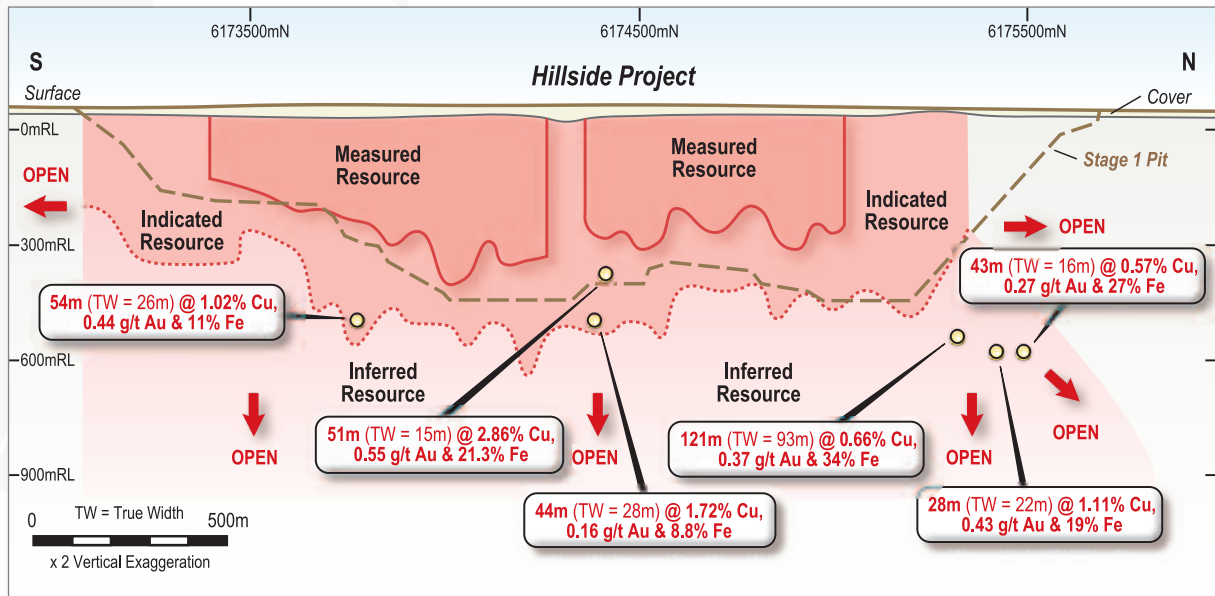 6173500mN
6174500mN
6175500mN
S
Hillside Project
N
Surface
Cover
0mRL
Measured
Resource
Measured
Resource
Stage 1 Pit
OPEN
Indicated
Resource
Indicated
Resource
OPEN
300mRL
43m (TW = 16m) @ 0.57% Cu,
0.27 g/t Au & 27% Fe
54m (TW = 26m) @ 1.02% Cu,
0.44 g/t Au & 11% Fe
600mRL
Inferred
Resource
Inferred
Resource
OPEN
51m (TW = 15m) @ 2.86% Cu,
0.55 g/t Au & 21.3% Fe
OPEN
121m (TW = 93m) @ 0.66% Cu,
0.37 g/t Au & 34% Fe
OPEN
OPEN
900mRL
44m (TW = 28m) @ 1.72% Cu,
0.16 g/t Au & 8.8% Fe
28m (TW = 22m) @ 1.11% Cu,
0.43 g/t Au & 19% Fe
0 TW = True Width 500m
x 2 Vertical Exaggeration